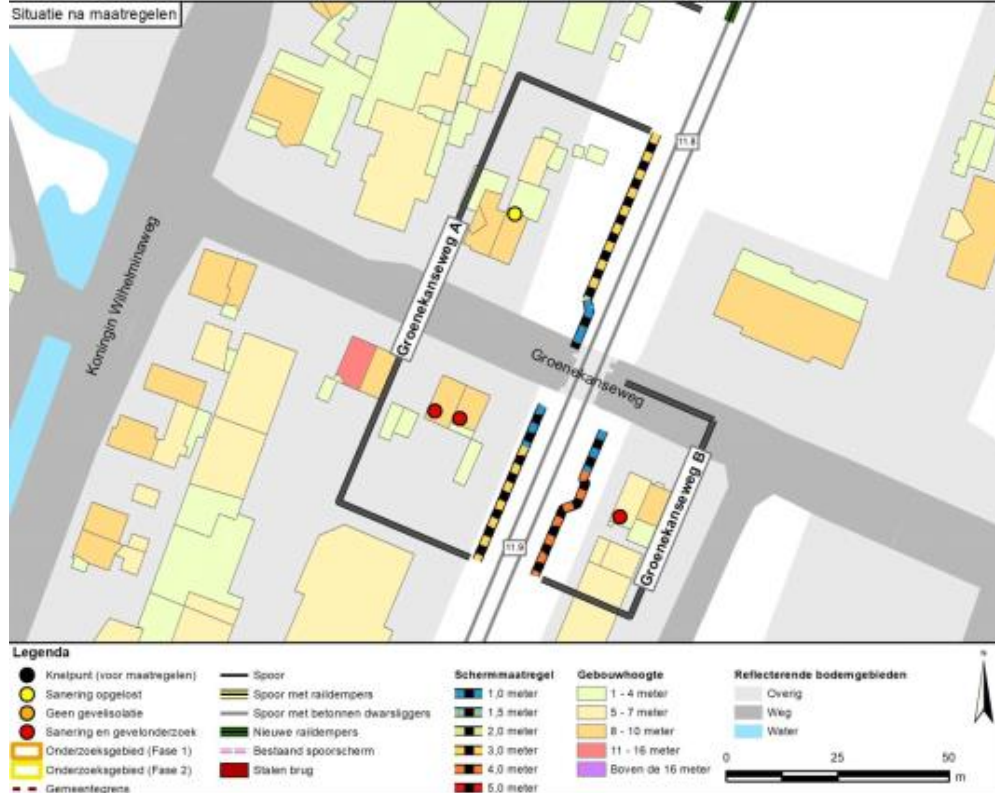 Situatie na maatregelen
11.8
Koningin Wilhelminaweg
Groenekanseweg A
Groenekanseweg
Groenekanseweg B
11.9
Legenda
Knelpunt (voor maatregelen)
Sanering opgelost
Geen gevelisolatie
Sanering en gevelonderzoek
Onderzoeksgebied (Fase 1)
Onderzoeksgebied (Fase 2)
Gemeentegrens
Spoor
Spoor met raildempers
Spoor met betonnen dwarsliggers
Nieuwe raildempers
Bestaand spoorscherm
Stalen brug
Schermmaatregel
1,0 meter
1,5 meter
2,0 meter
3,0 meter
4,0 meter
5,0 meter
Gebouwhoogte
1 - 4 meter
5 - 7 meter
8 - 10 meter
11 - 16 meter
Boven de 16 meter
Reflecterende bodemgebieden
Overig
Weg
Water
N
0 25 50
m